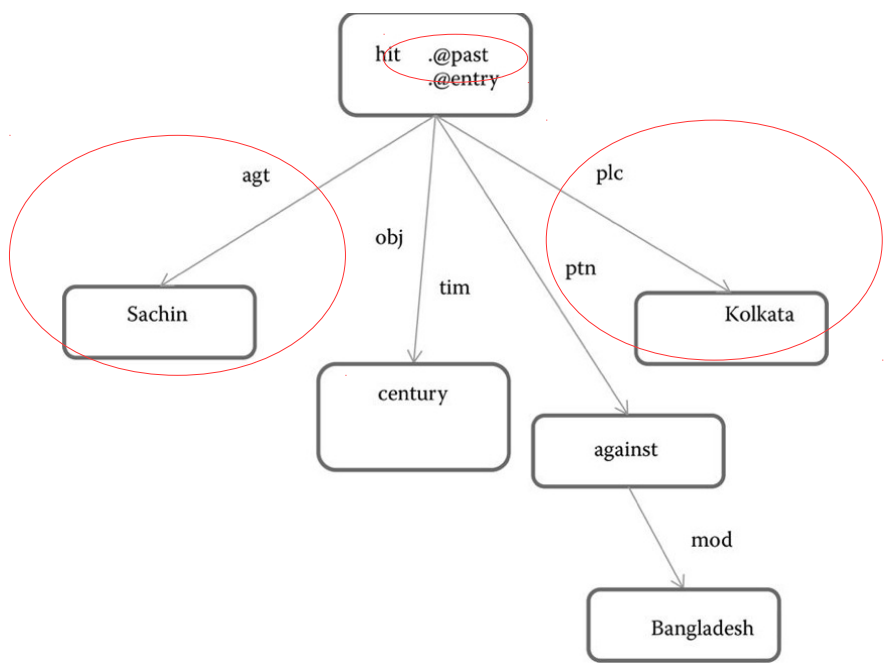 hit .@past
.@entry
agt
plc
obj
ptn
tim
Sachin
Kolkata
century
against
mod
Bangladesh